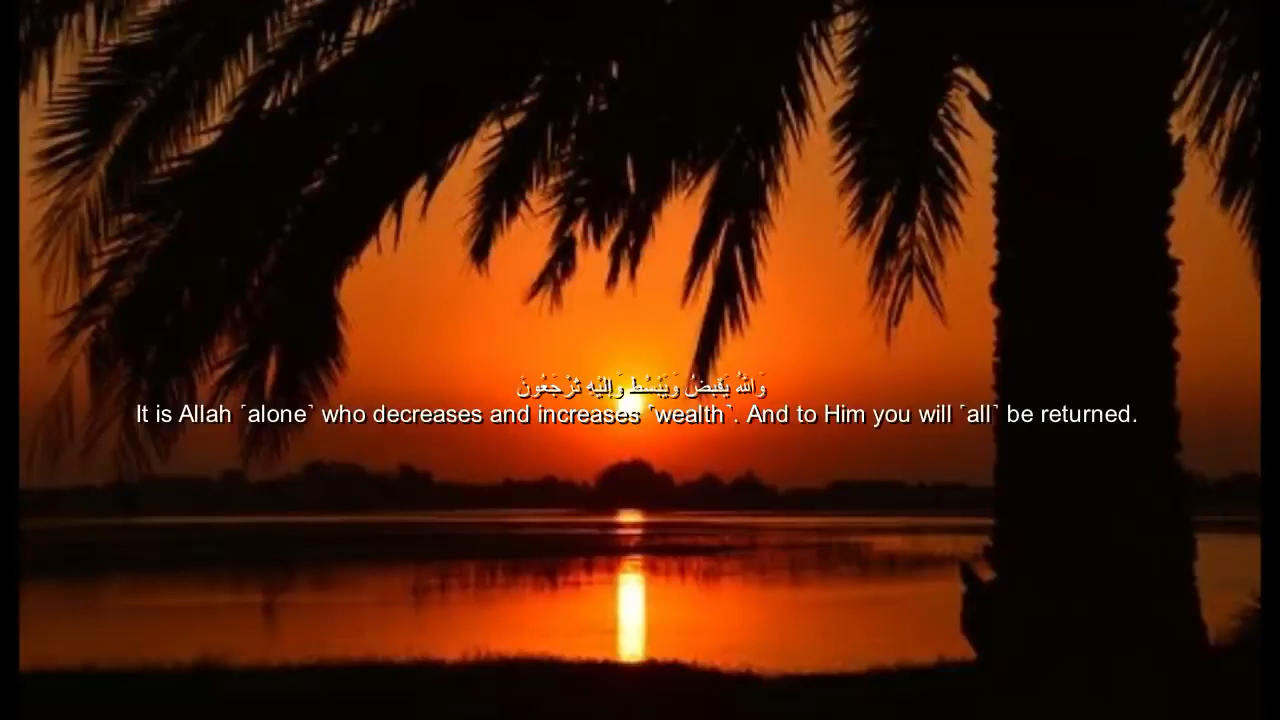 وَاللَّهُ يَقْبِضُ وَيَبْسُطُ وَإِلَيْهِ تُرْجَعُونَ
It is Allah ˹alone˺ who decreases and increases ˹wealth˺. And to Him you will ˹all˺ be returned.